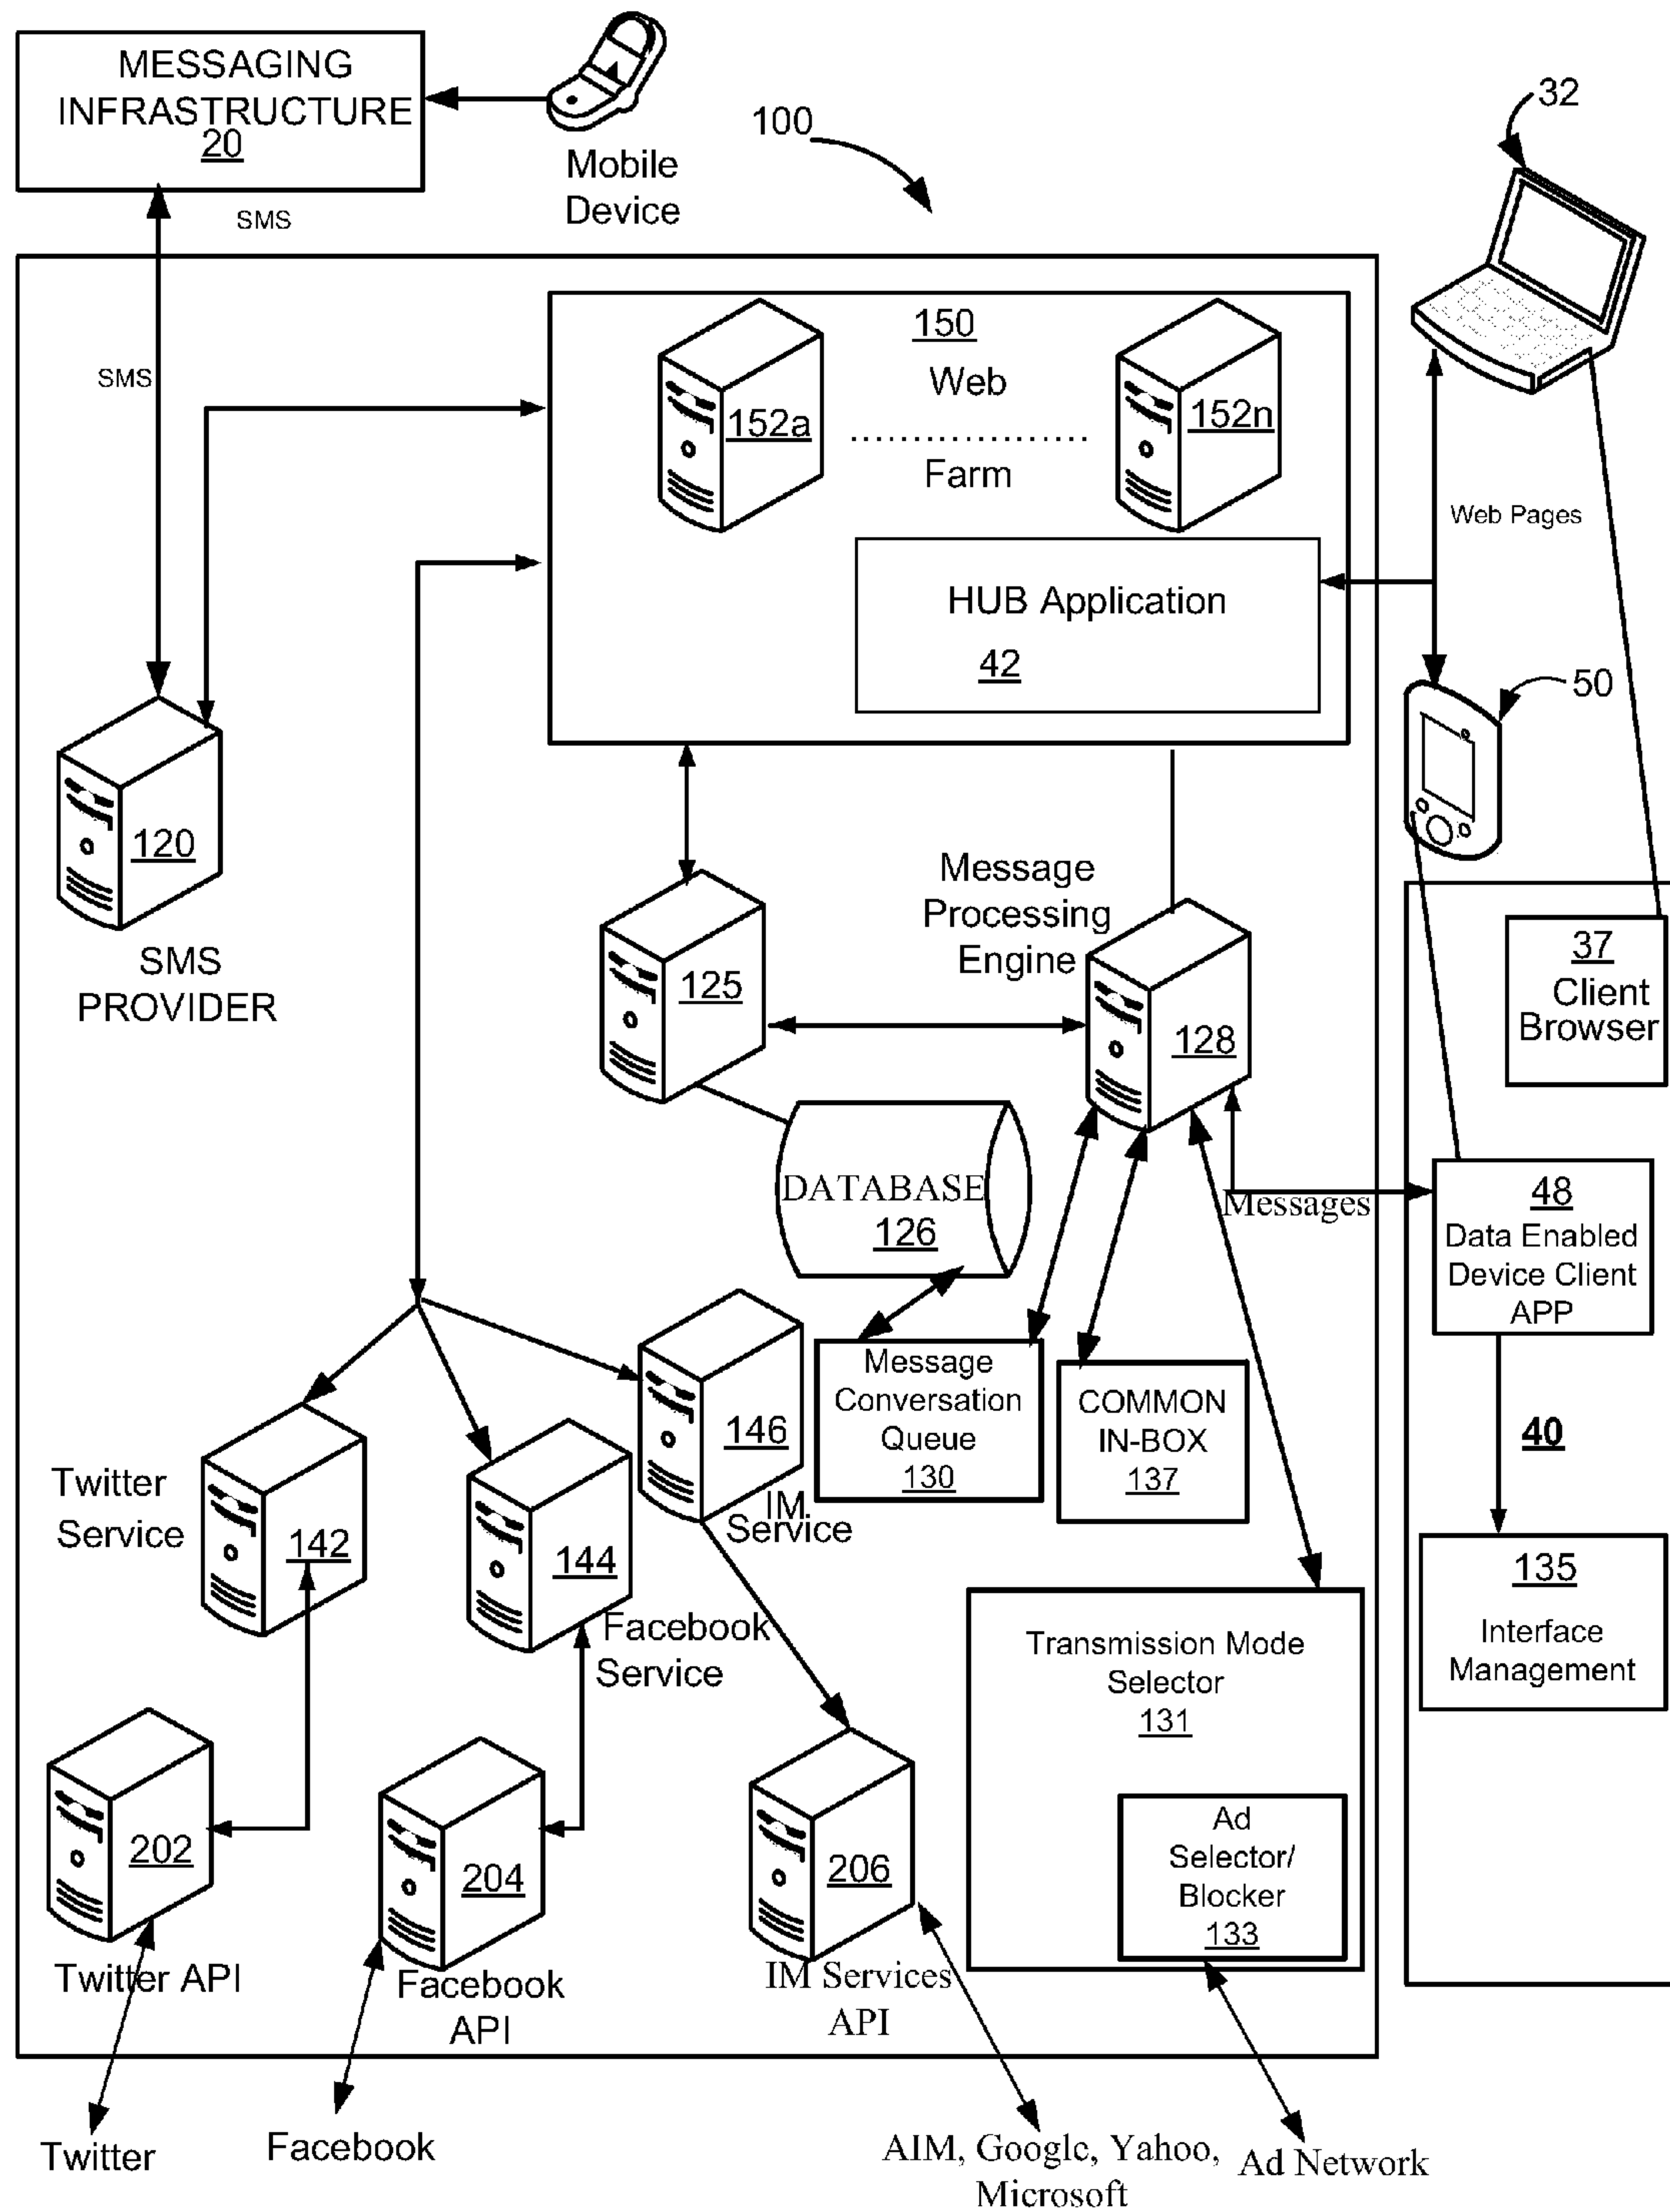 MESSAGING
INFRASTRUCTURE
20
Mobile
Device
100
32
SMS
SMS
150
Web
152a
152n
Farm
Web Pages
HUB Application
42
50
120
SMS
PROVIDER
Message
Processing
Engine
125
128
37
Client
Browser
DATABASE
126
Messages
48
Data Enabled
Device Client
APP
Message
Conversation
Queue
130
COMMON
IN-BOX
137
40
146
IM
Service
Twitter
Service
142
144
Facebook
Service
135
Interface
Management
Transmission Mode
Selector
131
Ad
Selector/
Blocker
133
202
204
206
Twitter API
Facebook
API
IM Services
API
Twitter
Facebook
AIM, Google, Yahoo,
Microsoft
Ad Network